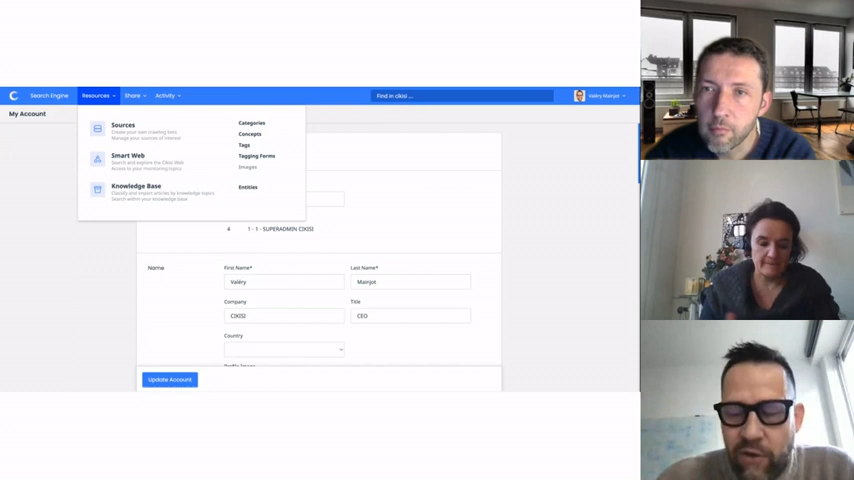 Search Engine
Resources
Share
Activity
Find in cikisi ...
Valéry Mairjot
My Account
Sources
Create your own crawling bots
Manage your sources of interest
Categories
Concepts
Tags
Smart Web
Search and explore the Cikisi Web
Access to your monitoring topics
Tagging Forms
Images
Knowledge Base
Classify and import articles by knowledge topics
Search within your knowledge base
Entities
4 1 - 1 - SUPERADMIN CIKISI
Name
First Name* Last Name*
Valéry Mairjot
Company Title
CIKISI CEO
Country
Update Account